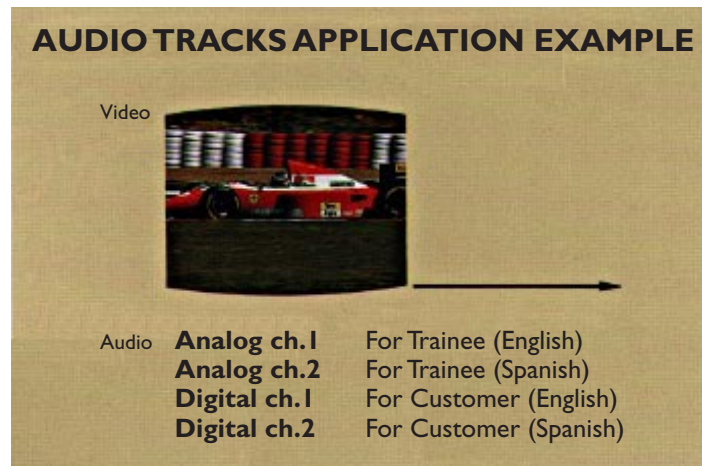 AUDIO TRACKS APPLICATION EXAMPLE
Video
Audio Analog ch.1 For Trainee (English)
Analog ch.2 For Trainee (Spanish)
Digital ch.1 For Customer (English)
Digital ch.2 For Customer (Spanish)